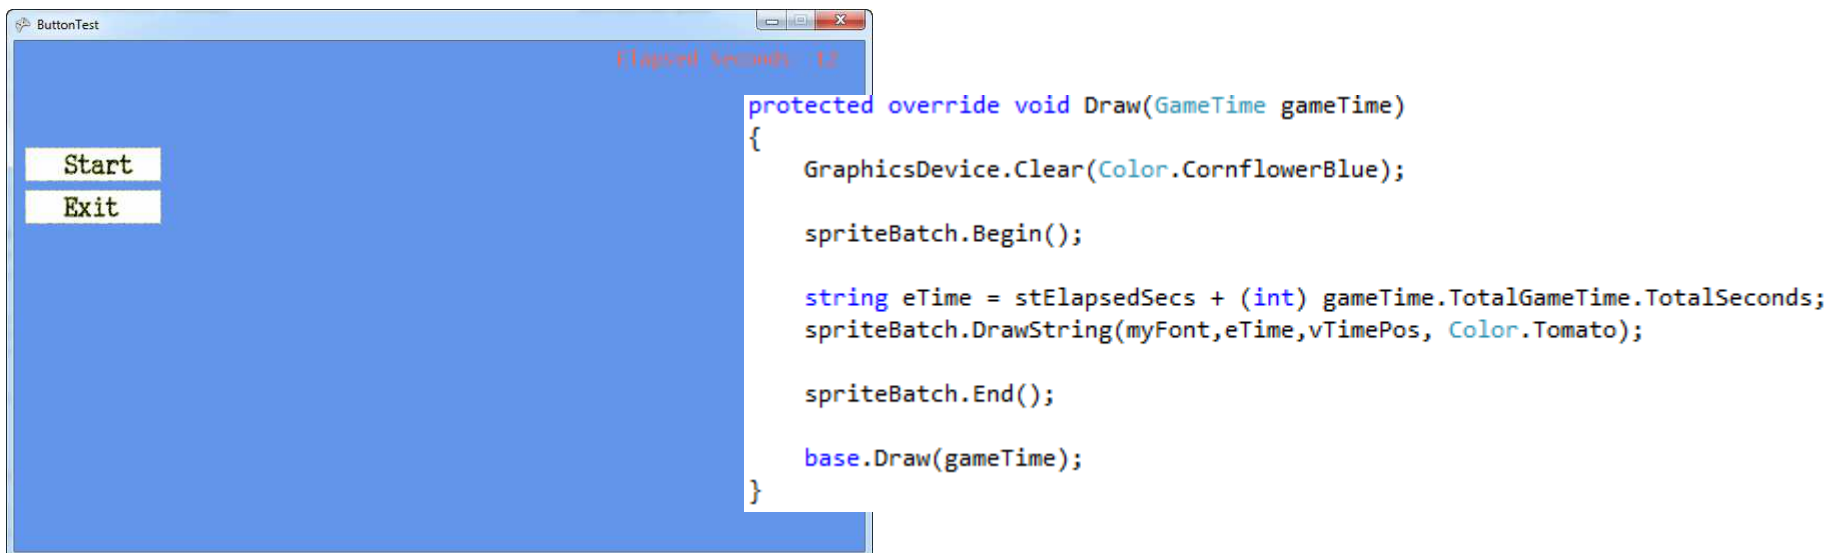 ButtonTest
Elapsed Seconds 12
Start
Exit
protected override void Draw(GameTime gameTime)
{
GraphicsDevice.Clear(Color.CornflowerBlue);
spriteBatch.Begin();
string eTime = stElapsedSecs + (int) gameTime.TotalGameTime.TotalSeconds;
spriteBatch.DrawString(myFont,eTime,vTimePos, Color.Tomato);
spriteBatch.End();
base.Draw(gameTime);
}